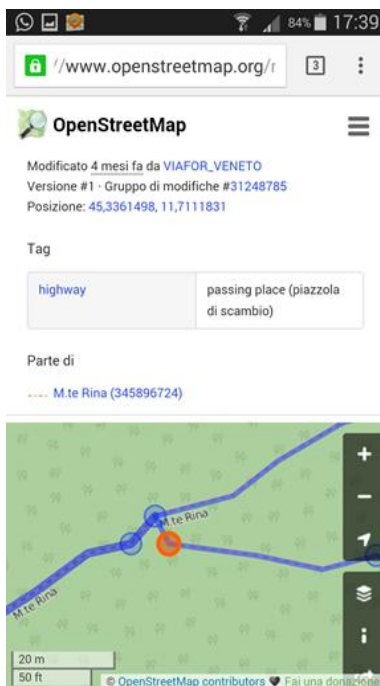 84% 17:39
//www.openstreetmap.org/r 3
OpenStreetMap
Modificato 4 mesi fa da VIAFOR_VENETO
Versione #1 · Gruppo di modifiche #31248785
Posizione: 45,3361498, 11,7111831
Tag
highway passing place (piazzola
di scambio)
Parte di
M.te Rina (345896724)
M.te Rina
M.te Rina
20 m
50 ft
© OpenStreetMap contributors ♥ Fai una donazione